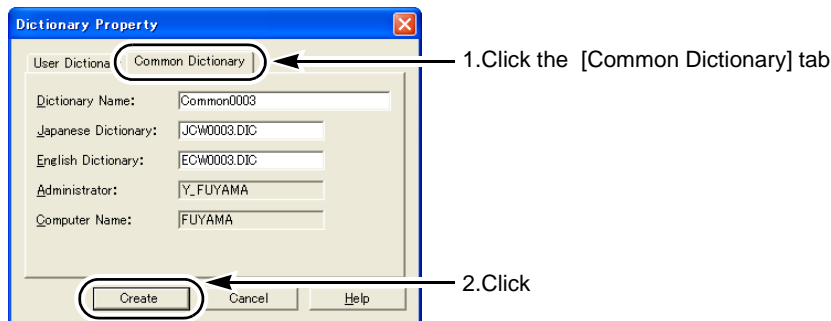 Dictionary Property
User Dictiona Common Dictionary
1.Click the [Common Dictionary] tab
Dictionary Name: Common0003
Japanese Dictionary: JCW0003.DIC
English Dictionary: ECW0003.DIC
Administrator: Y_FUYAMA
Computer Name: FUYAMA
2.Click
Create Cancel Help